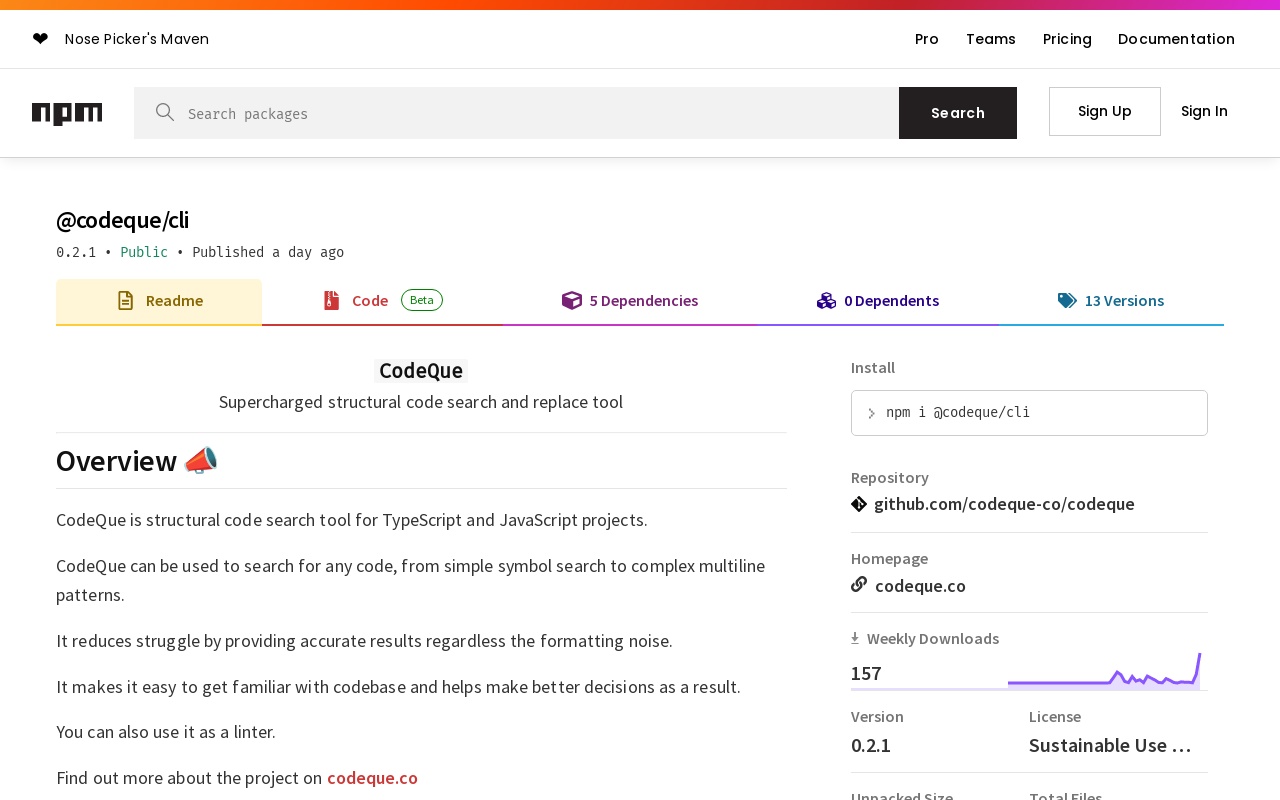 ❤ Nose Picker's Maven
Pro Teams Pricing Documentation
npm
Search packages
Search
Sign Up
Sign In
@codeque/cli
0.2.1 • Public • Published a day ago
Readme
Code Beta
5 Dependencies
0 Dependents
13 Versions
CodeQue
Supercharged structural code search and replace tool
Overview 📣
CodeQue is structural code search tool for TypeScript and JavaScript projects.
CodeQue can be used to search for any code, from simple symbol search to complex multiline
patterns.
It reduces struggle by providing accurate results regardless the formatting noise.
It makes it easy to get familiar with codebase and helps make better decisions as a result.
You can also use it as a linter.
Find out more about the project on codeque.co
Install
npm i @codeque/cli
Repository
github.com/codeque-co/codeque
Homepage
codeque.co
Weekly Downloads
157
Version License
0.2.1 Sustainable Use …
Unpacked Size Total Files